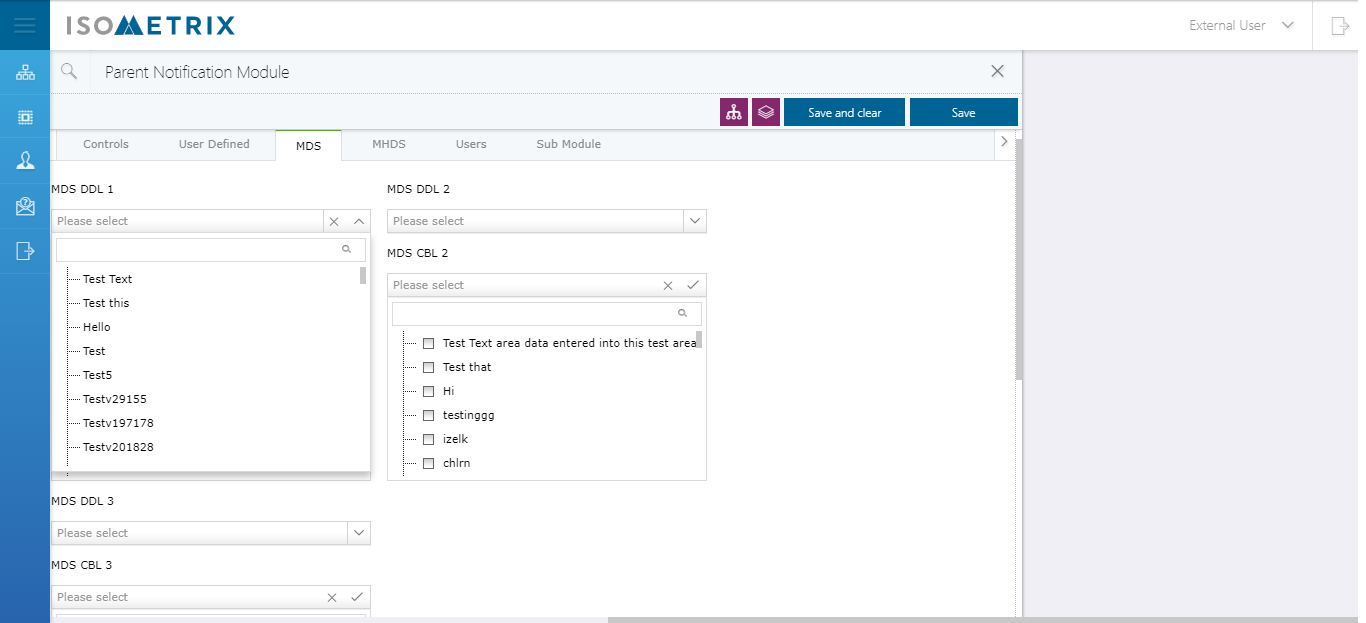 ISOMETRIX
External User
Parent Notification Module
Save and clear
Save
Controls
User Defined
MDS
MHDS
Users
Sub Module
MDS DDL 1
Please select
Test Text
Test this
Hello
Test
Test5
Testv29155
Testv197178
Testv201828
MDS DDL 2
Please select
MDS CBL 2
Please select
Test Text area data entered into this test area
Test that
Hi
testinggg
izelk
chlrn
MDS DDL 3
Please select
MDS CBL 3
Please select